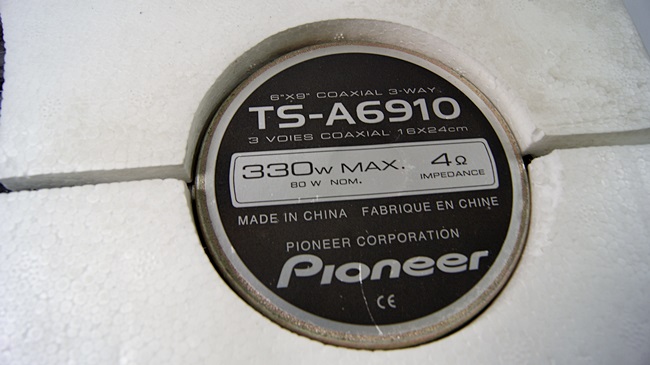 6"X9" COAXIAL 3-WAY
TS-A6910
3 VOIES COAXIAL 16X24cm
330W MAX. 4Ω
80 W NOM. IMPEDANCE
MADE IN CHINA FABRIQUE EN CHINE
PIONEER CORPORATION
Pioneer
CE